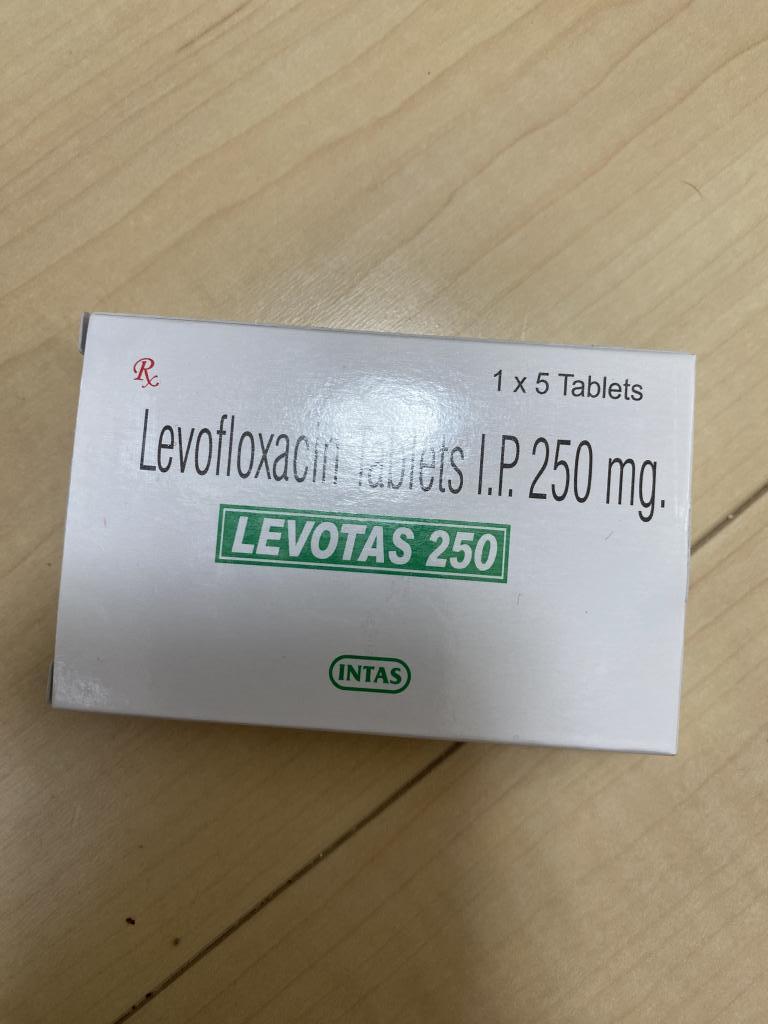 Rx
1 x 5 Tablets
Levofloxacin Tablets I.P. 250 mg.
LEVOTAS 250
INTAS